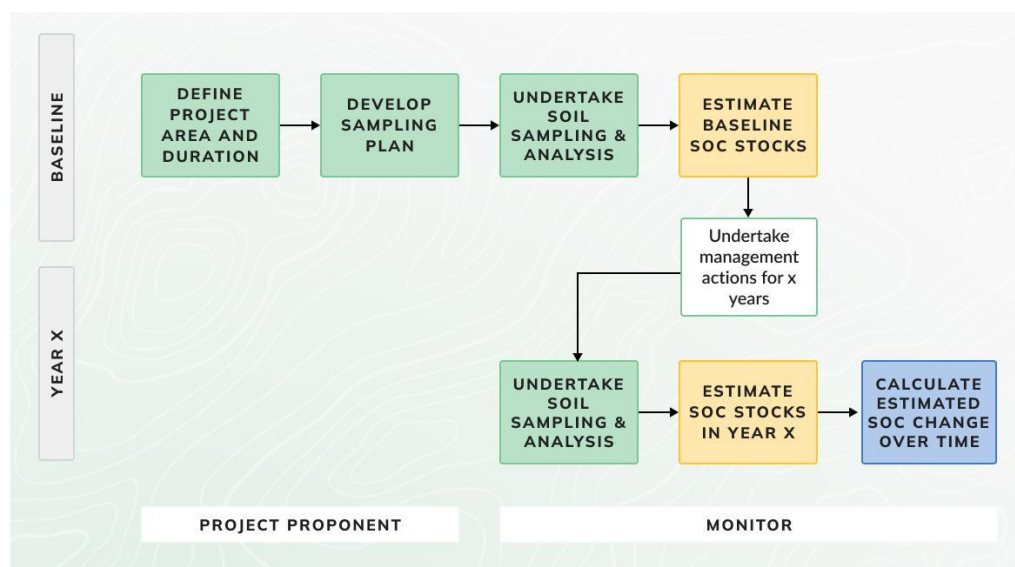 BASELINE
DEFINE
PROJECT
AREA AND
DURATION
DEVELOP
SAMPLING
PLAN
UNDERTAKE
SOIL
SAMPLING &
ANALYSIS
ESTIMATE
BASELINE
SOC STOCKS
Undertake
management
actions for x
years
YEAR X
UNDERTAKE
SOIL
SAMPLING &
ANALYSIS
ESTIMATE
SOC STOCKS
IN YEAR X
CALCULATE
ESTIMATED
SOC CHANGE
OVER TIME
PROJECT PROPONENT
MONITOR